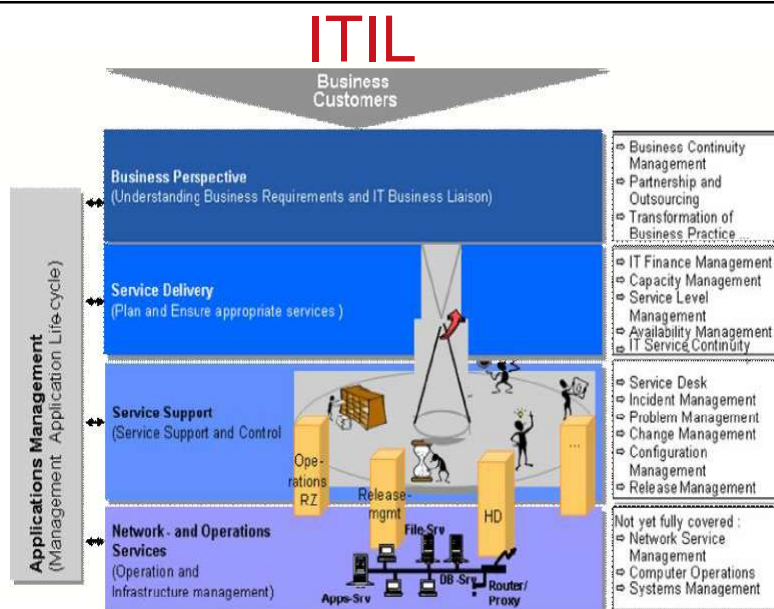 ITIL
Business
Customers
Business Perspective
(Understanding Business Requirements and IT Business Liaison)
⇨ Business Continuity
Management
⇨ Partnership and
Outsourcing
⇨ Transformation of
Business Practice ...
Service Delivery
(Plan and Ensure appropriate services )
⇨ IT Finance Management
⇨ Capacity Management
⇨ Service Level
Management
⇨ Availability Management
⇨ IT Service Continuity
Applications Management
(Management Application Life-cycle)
Service Support
(Service Support and Control
Ope-
rations
RZ
Release-
mgmt
HD
...
⇨ Service Desk
⇨ Incident Management
⇨ Problem Management
⇨ Change Management
⇨ Configuration
Management
⇨ Release Management
Network - and Operations
Services
(Operation and
Infrastructure management)
File-Srv
Apps-Srv
DB -Srv
Router/
Proxy
Not yet fully covered :
⇨ Network Service
Management
⇨ Computer Operations
⇨ Systems Management